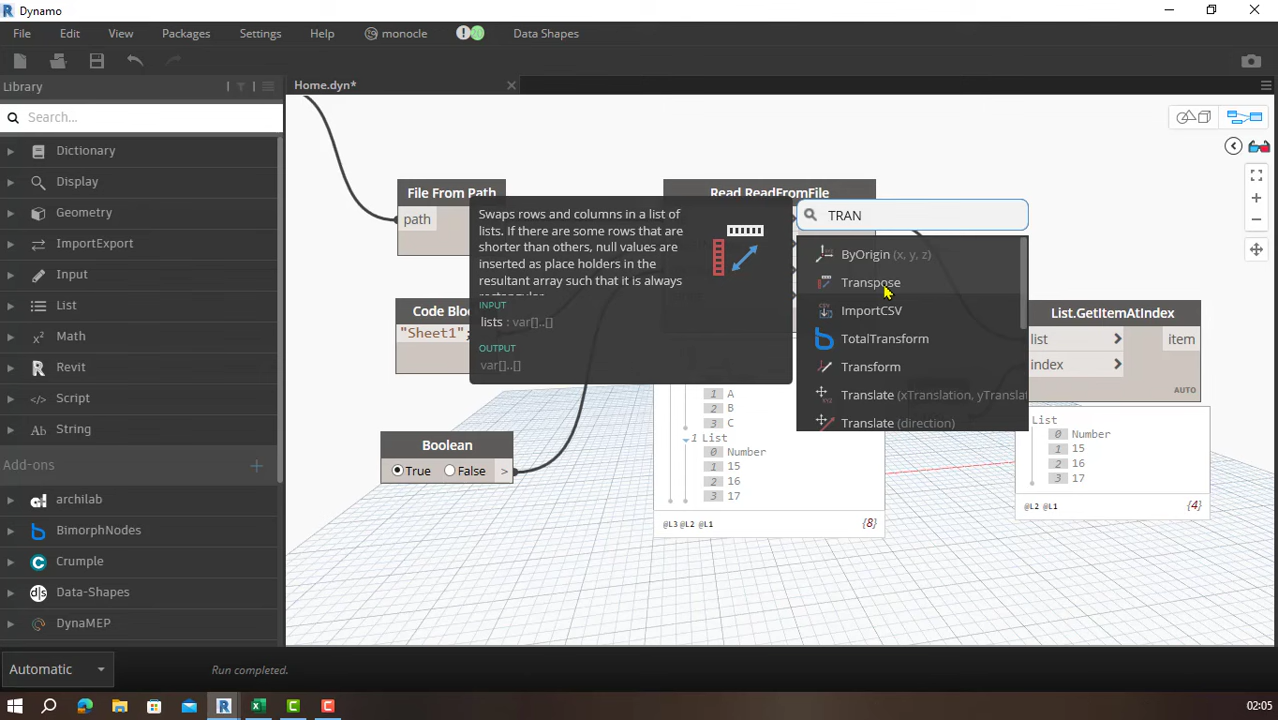 Dynamo
File Edit View Packages Settings Help monocle Data Shapes
Library
Home.dyn*
Search...
Dictionary
Display
Geometry
ImportExport
Input
List
Math
Revit
Script
String
Add-ons
archilab
BimorphNodes
Crumple
Data-Shapes
DynaMEP
File From Path
path
Code Blo
"Sheet1";
Boolean
True False >
Swaps rows and columns in a list of
lists. If there are some rows that are
shorter than others, null values are
inserted as place holders in the
resultant array such that it is always
INPUT
lists : var[]..[]
OUTPUT
var[]..[]
Read ReadFromFile
TRAN
ByOrigin (x, y, z)
Transpose
ImportCSV
TotalTransform
Transform
Translate (xTranslation, yTranslat
Translate (direction)
1 A
2 B
3 C
1 List
0 Number
1 15
2 16
3 17
@L3 @L2 @L1 {8}
List.GetItemAtIndex
list > item
index >
AUTO
List
0 Number
1 15
2 16
3 17
@L2 @L1 {4}
Automatic
Run completed.
02:05